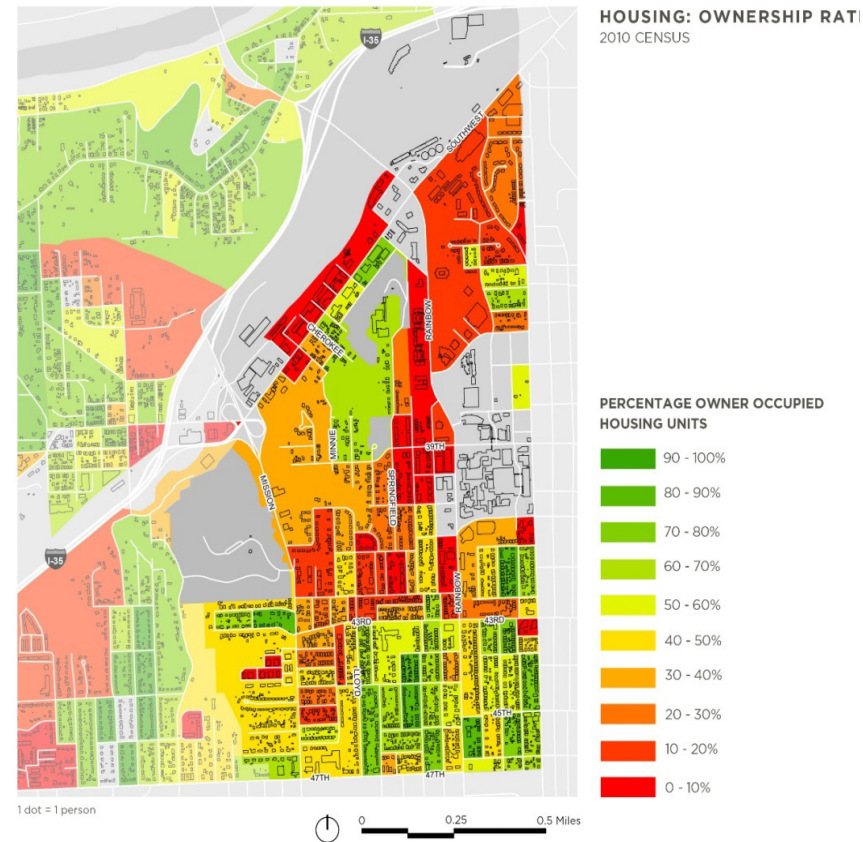 HOUSING: OWNERSHIP RAT
2010 CENSUS
I-35
SOUTHWEST
RAINBOW
CHEROKEE
MINNIE
39TH
SPRINGFIELD
MISSION
I-35
RAINBOW
43RD
43RD
LLOYD
45TH
47TH
47TH
PERCENTAGE OWNER OCCUPIED
HOUSING UNITS
90 - 100%
80 - 90%
70 - 80%
60 - 70%
50 - 60%
40 - 50%
30 - 40%
20 - 30%
10 - 20%
0 - 10%
1 dot = 1 person
0 0.25 0.5 Miles